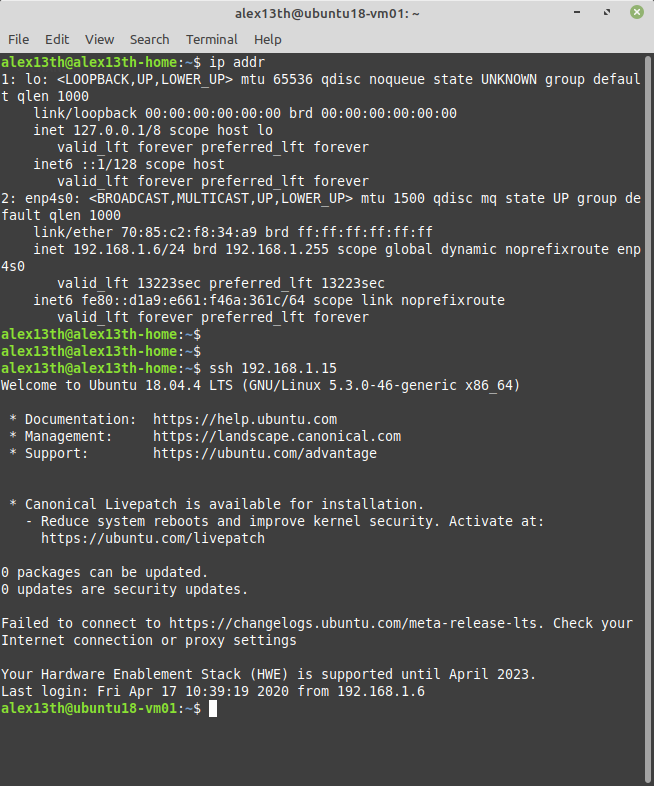 alex13th@ubuntu18-vm01: ~
File Edit View Search Terminal Help
alex13th@alex13th-home:~$ ip addr
1: lo: <LOOPBACK,UP,LOWER_UP> mtu 65536 qdisc noqueue state UNKNOWN group defaul
t qlen 1000
    link/loopback 00:00:00:00:00:00 brd 00:00:00:00:00:00
    inet 127.0.0.1/8 scope host lo
       valid_lft forever preferred_lft forever
    inet6 ::1/128 scope host
       valid_lft forever preferred_lft forever
2: enp4s0: <BROADCAST,MULTICAST,UP,LOWER_UP> mtu 1500 qdisc mq state UP group de
fault qlen 1000
    link/ether 70:85:c2:f8:34:a9 brd ff:ff:ff:ff:ff:ff
    inet 192.168.1.6/24 brd 192.168.1.255 scope global dynamic noprefixroute enp
4s0
       valid_lft 13223sec preferred_lft 13223sec
    inet6 fe80::d1a9:e661:f46a:361c/64 scope link noprefixroute
       valid_lft forever preferred_lft forever
alex13th@alex13th-home:~$
alex13th@alex13th-home:~$
alex13th@alex13th-home:~$ ssh 192.168.1.15
Welcome to Ubuntu 18.04.4 LTS (GNU/Linux 5.3.0-46-generic x86_64)

 * Documentation:  https://help.ubuntu.com
 * Management:     https://landscape.canonical.com
 * Support:        https://ubuntu.com/advantage


 * Canonical Livepatch is available for installation.
   - Reduce system reboots and improve kernel security. Activate at:
     https://ubuntu.com/livepatch

0 packages can be updated.
0 updates are security updates.

Failed to connect to https://changelogs.ubuntu.com/meta-release-lts. Check your
Internet connection or proxy settings

Your Hardware Enablement Stack (HWE) is supported until April 2023.
Last login: Fri Apr 17 10:39:19 2020 from 192.168.1.6
alex13th@ubuntu18-vm01:~$